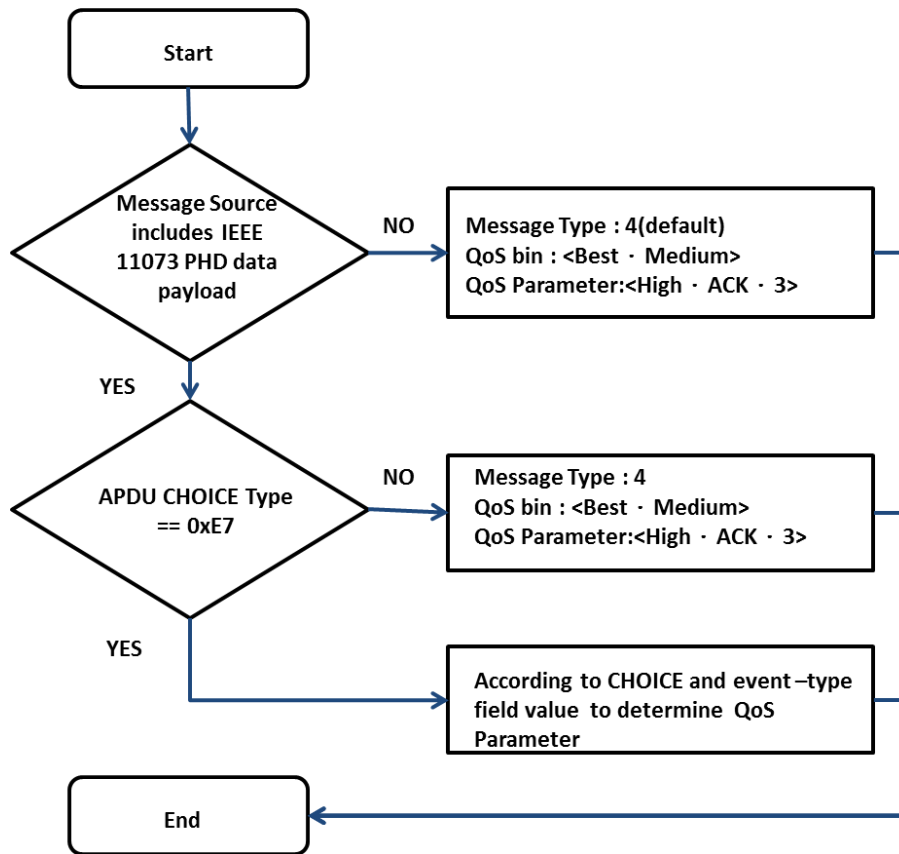 Start
Message Source
includes IEEE
11073 PHD data
payload
NO
Message Type : 4(default)
QoS bin : <Best · Medium>
QoS Parameter:<High · ACK · 3>
YES
APDU CHOICE Type
== 0xE7
NO
Message Type : 4
QoS bin : <Best · Medium>
QoS Parameter:<High · ACK · 3>
YES
According to CHOICE and event–type
field value to determine QoS
Parameter
End